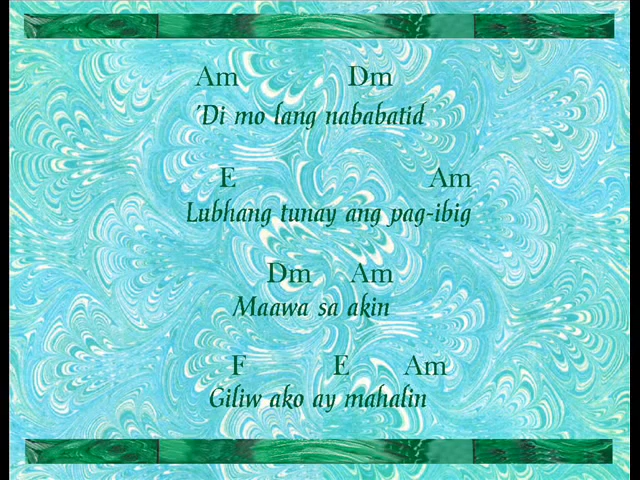 Am Dm
'Di mo lang nababatid
E Am
Lubhang tunay ang pag-ibig
Dm Am
Maawa sa akin
F E Am
Giliw ako ay mahalin